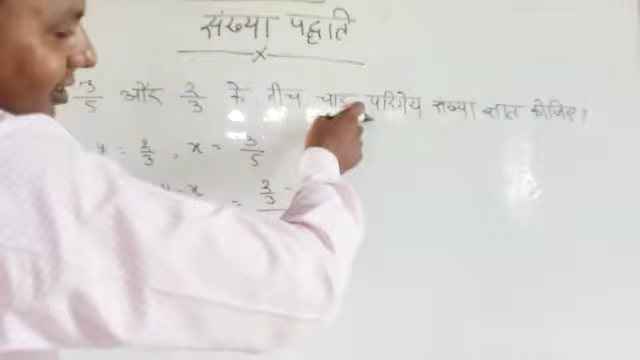 संख्या पद्धति
3/5 और 2/3 के बीच चार परिमेय संख्या ज्ञात कीजिए।
y = 2/3, x = 3/5
= 2/3 -